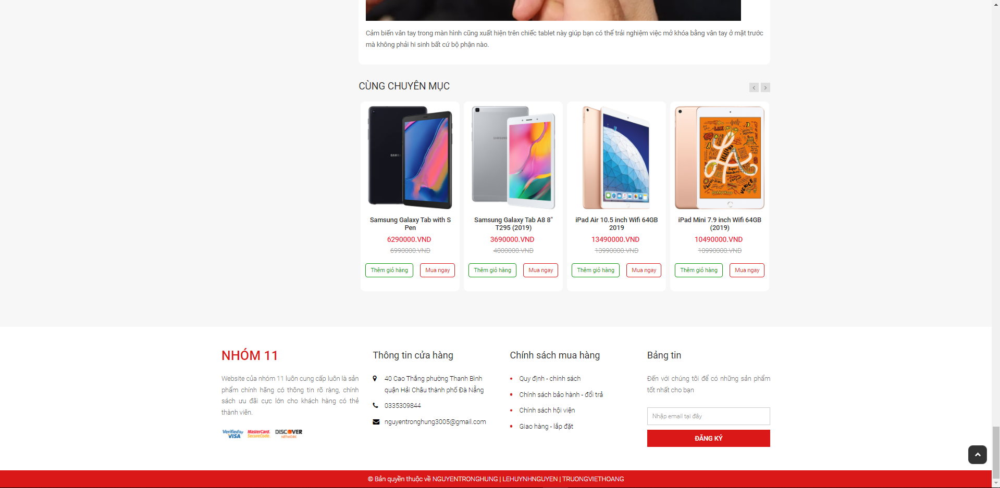 Cảm biến vân tay trong màn hình cũng xuất hiện trên chiếc tablet này giúp bạn có thể trải nghiệm việc mở khóa bằng vân tay ở mặt trước
mà không phải hi sinh bất cứ bộ phận nào.
CÙNG CHUYÊN MỤC
Samsung Galaxy Tab with S
Pen
6290000.VND
6990000.VND
Thêm giỏ hàng
Mua ngay
Samsung Galaxy Tab A8 8"
T295 (2019)
3690000.VND
4000000.VND
Thêm giỏ hàng
Mua ngay
iPad Air 10.5 inch Wifi 64GB
2019
13490000.VND
13990000.VND
Thêm giỏ hàng
Mua ngay
iPad Mini 7.9 inch Wifi 64GB
(2019)
10490000.VND
10990000.VND
Thêm giỏ hàng
Mua ngay
NHÓM 11
Website của nhóm 11 luôn cung cấp luôn là sản
phẩm chính hãng có thông tin rõ ràng, chính
sách ưu đãi cực lớn cho khách hàng có thẻ
thành viên.
Verified by
VISA
MasterCard.
SecureCode.
DISCOVER
NETWORK
Thông tin cửa hàng
40 Cao Thắng phường Thanh Bình
quận Hải Châu thành phố Đà Nẵng
0335309844
nguyentronghung3005@gmail.com
Chính sách mua hàng
Quy định - chính sách
Chính sách bảo hành - đổi trả
Chính sách hội viện
Giao hàng - lắp đặt
Bảng tin
Đến với chúng tôi để có những sản phẩm
tốt nhất cho bạn
Nhập email tại đây
ĐĂNG KÝ
© Bản quyền thuộc về NGUYENTRONGHUNG | LEHUYNHNGUYEN | TRUONGVIETHOANG